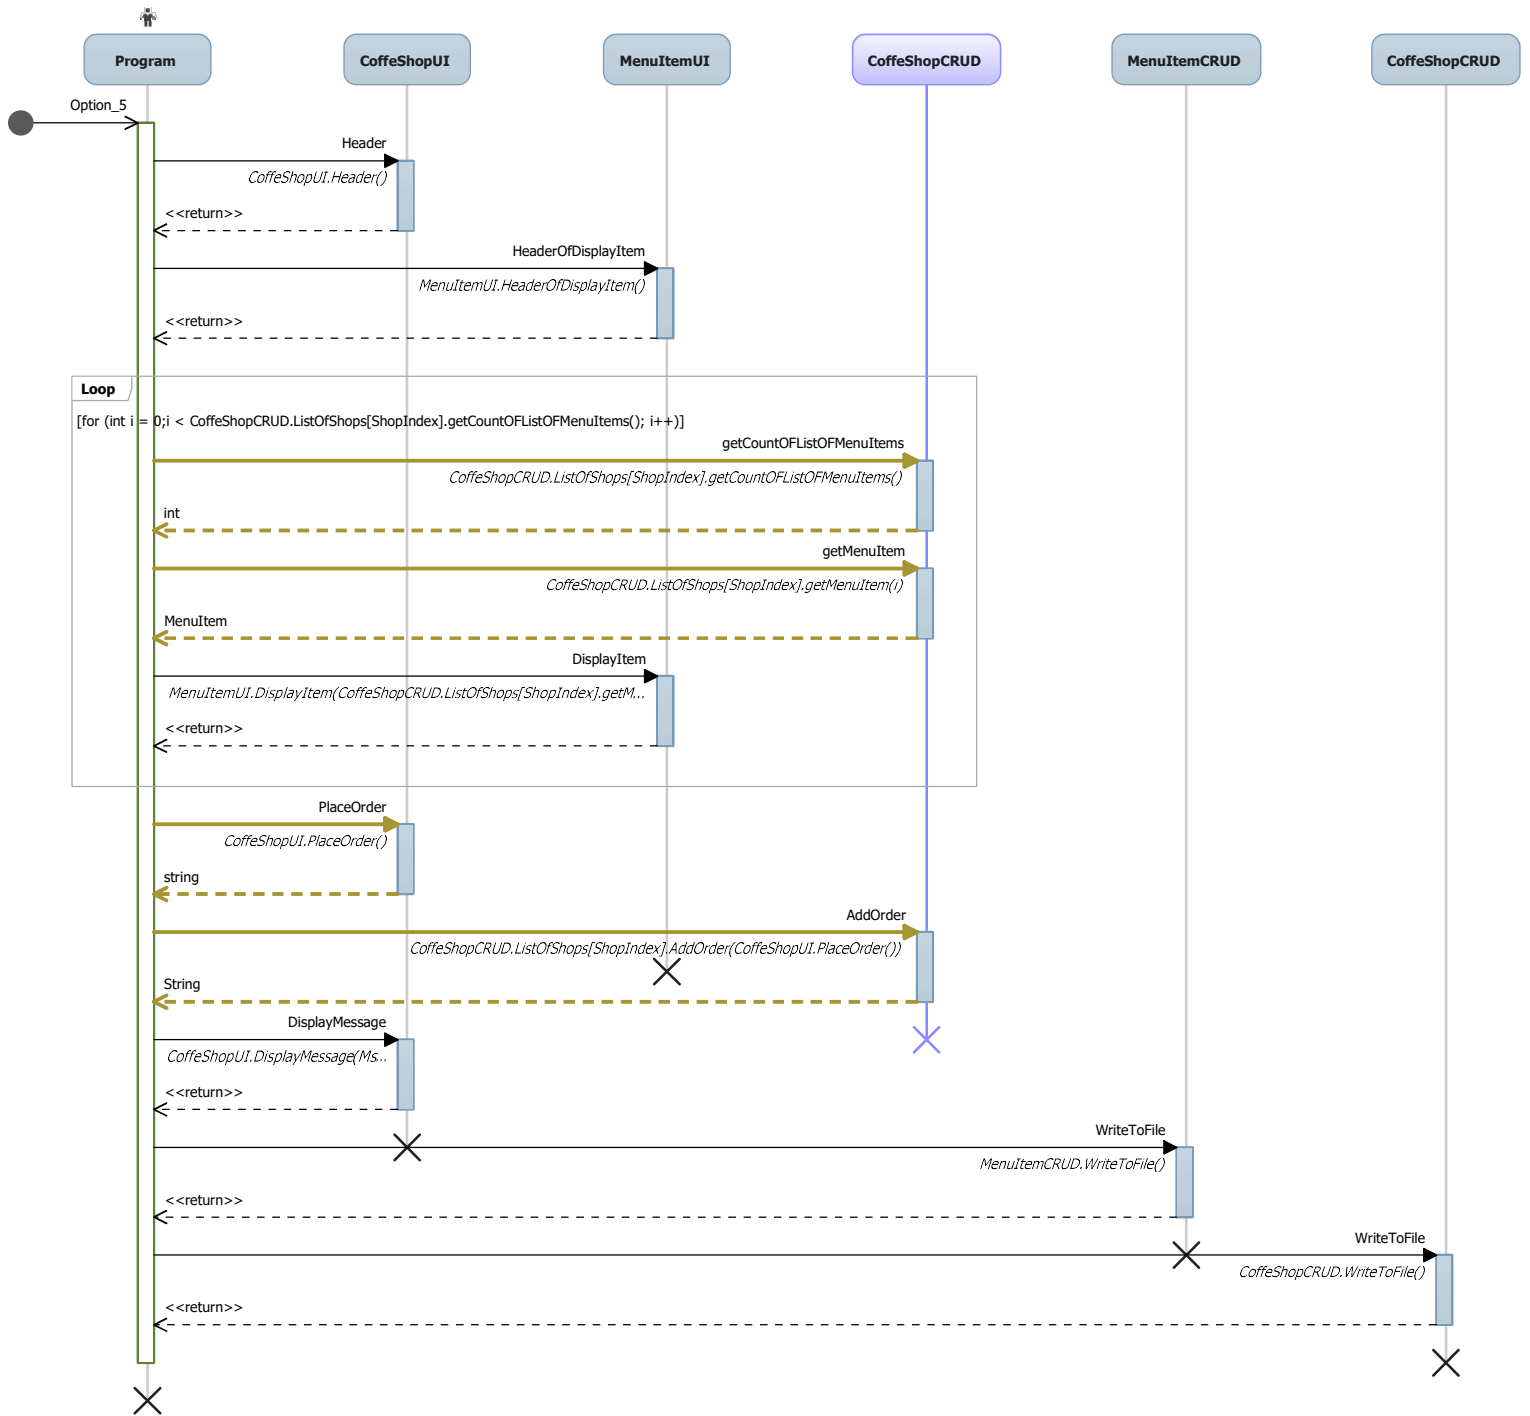 Program
CoffeShopUI
MenuItemUI
CoffeShopCRUD
MenuItemCRUD
CoffeShopCRUD
Option_5
Header
CoffeShopUI.Header()
<<return>>
HeaderOfDisplayItem
MenuItemUI.HeaderOfDisplayItem()
<<return>>
Loop
[for (int i = 0;i < CoffeShopCRUD.ListOfShops[ShopIndex].getCountOFListOFMenuItems(); i++)]
getCountOFListOFMenuItems
CoffeShopCRUD.ListOfShops[ShopIndex].getCountOFListOFMenuItems()
int
getMenuItem
CoffeShopCRUD.ListOfShops[ShopIndex].getMenuItem(i)
MenuItem
DisplayItem
MenuItemUI.DisplayItem(CoffeShopCRUD.ListOfShops[ShopIndex].getM...
<<return>>
PlaceOrder
CoffeShopUI.PlaceOrder()
string
AddOrder
CoffeShopCRUD.ListOfShops[ShopIndex].AddOrder(CoffeShopUI.PlaceOrder())
String
DisplayMessage
CoffeShopUI.DisplayMessage(Ms...
<<return>>
WriteToFile
MenuItemCRUD.WriteToFile()
<<return>>
WriteToFile
CoffeShopCRUD.WriteToFile()
<<return>>